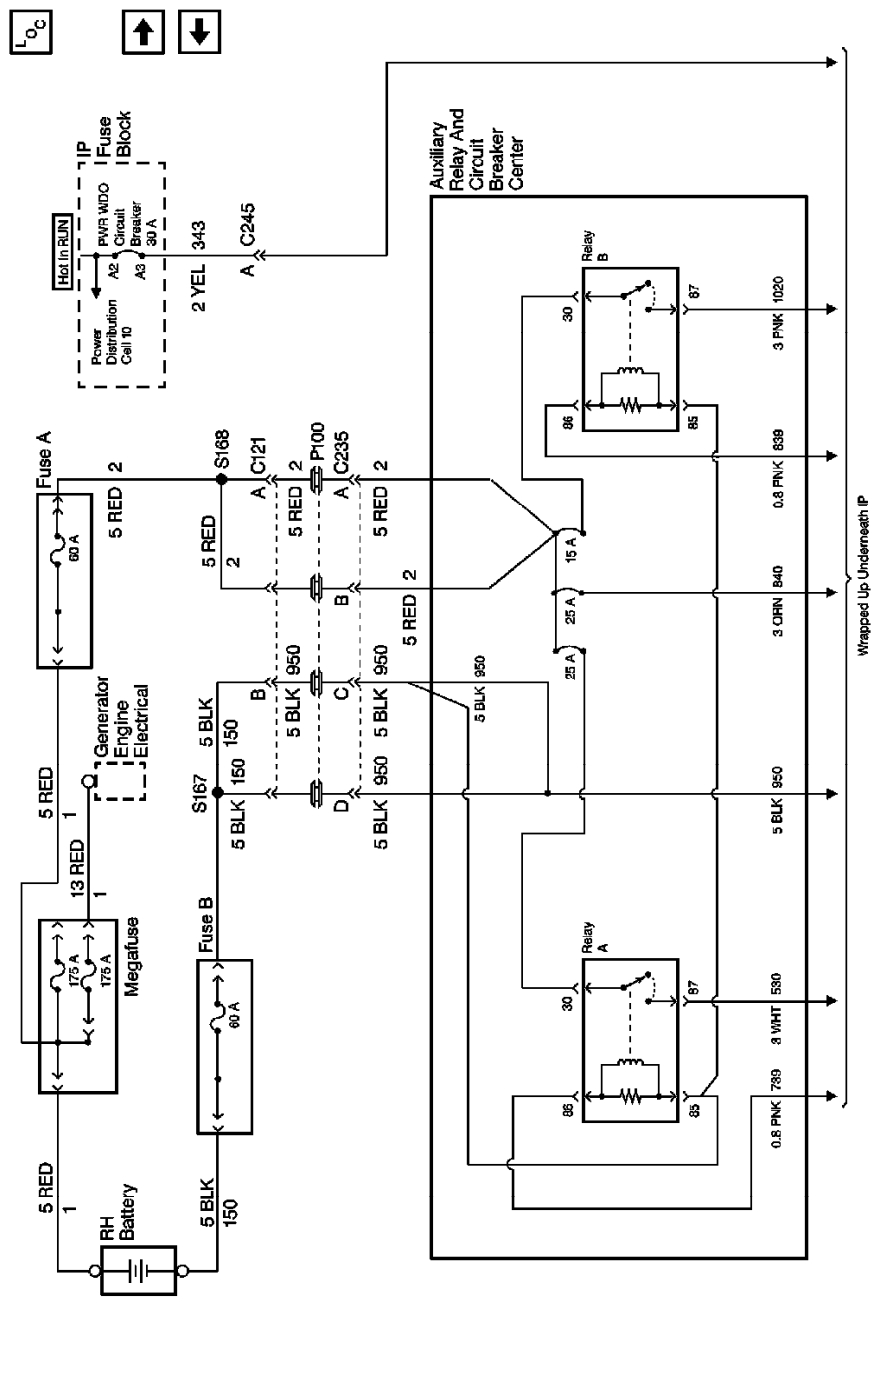 LOC
Hot In RUN
IP
Fuse
Block
PWR WDO
Circuit
Breaker
30 A
A2
A3
Power
Distribution
Cell 10
2 YEL 343
A C245
Auxiliary
Relay And
Circuit
Breaker
Center
Relay
B
30
87
86
85
3 PNK 1020
0.8 PNK 839
15 A
25 A
25 A
3 ORN 840
Wrapped Up Underneath IP
Fuse A
60 A
5 RED 2
S168
5 RED
2
A C121
5 RED 2
P100
A C235
5 RED 2
B
5 RED 2
Generator
Engine
Electrical
5 RED
1
13 RED
1
175 A
175 A
Megafuse
5 RED
1
RH
Battery
5 BLK
150
Fuse B
60 A
S167
5 BLK 150
5 BLK
150
B
5 BLK 950
C
5 BLK 950
D
5 BLK 950
5 BLK 950
5 BLK 950
Relay
A
30
87
86
85
3 WHT 530
0.8 PNK 739